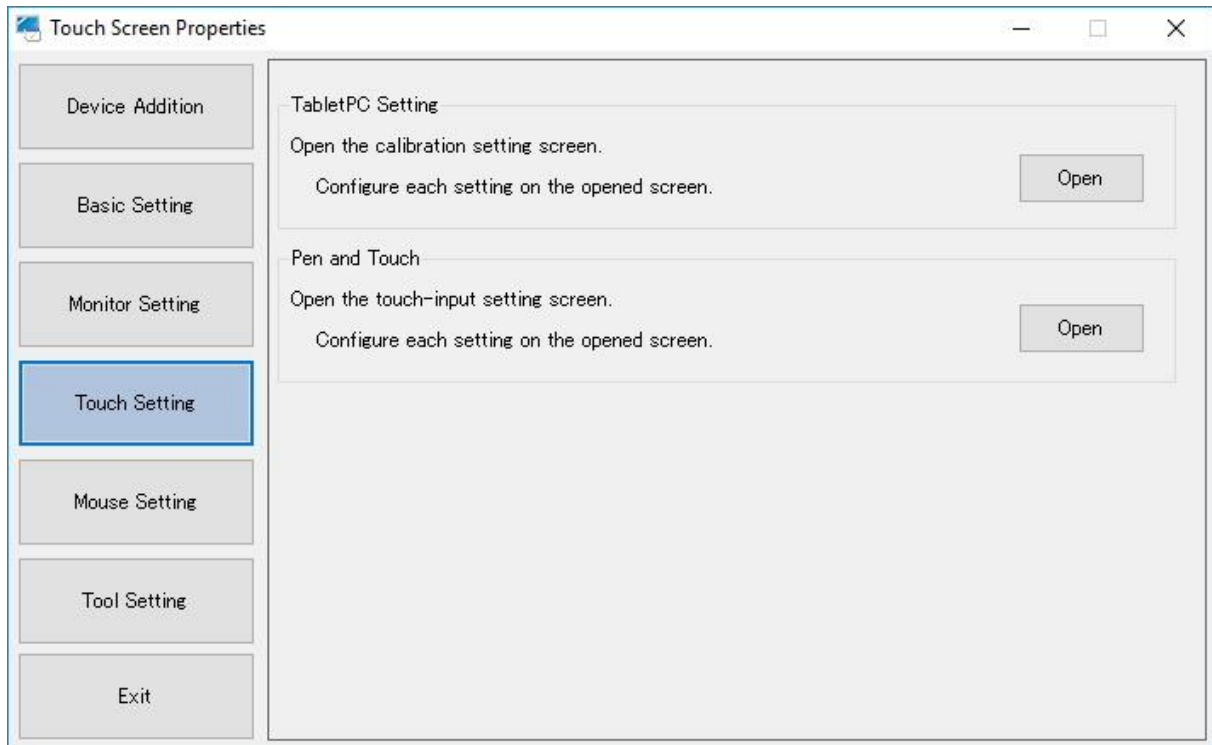 Touch Screen Properties
Device Addition
Basic Setting
Monitor Setting
Touch Setting
Mouse Setting
Tool Setting
Exit
TabletPC Setting
Open the calibration setting screen.
Configure each setting on the opened screen.
Open
Pen and Touch
Open the touch-input setting screen.
Configure each setting on the opened screen.
Open